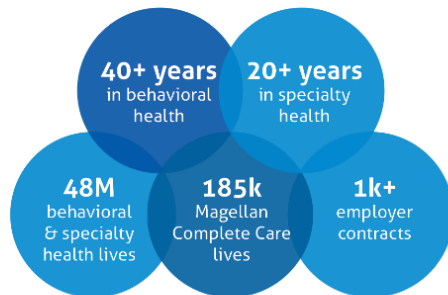 40+ years
in behavioral
health
20+ years
in specialty
health
48M
behavioral
& specialty
health lives
185k
Magellan
Complete Care
lives
1k+
employer
contracts